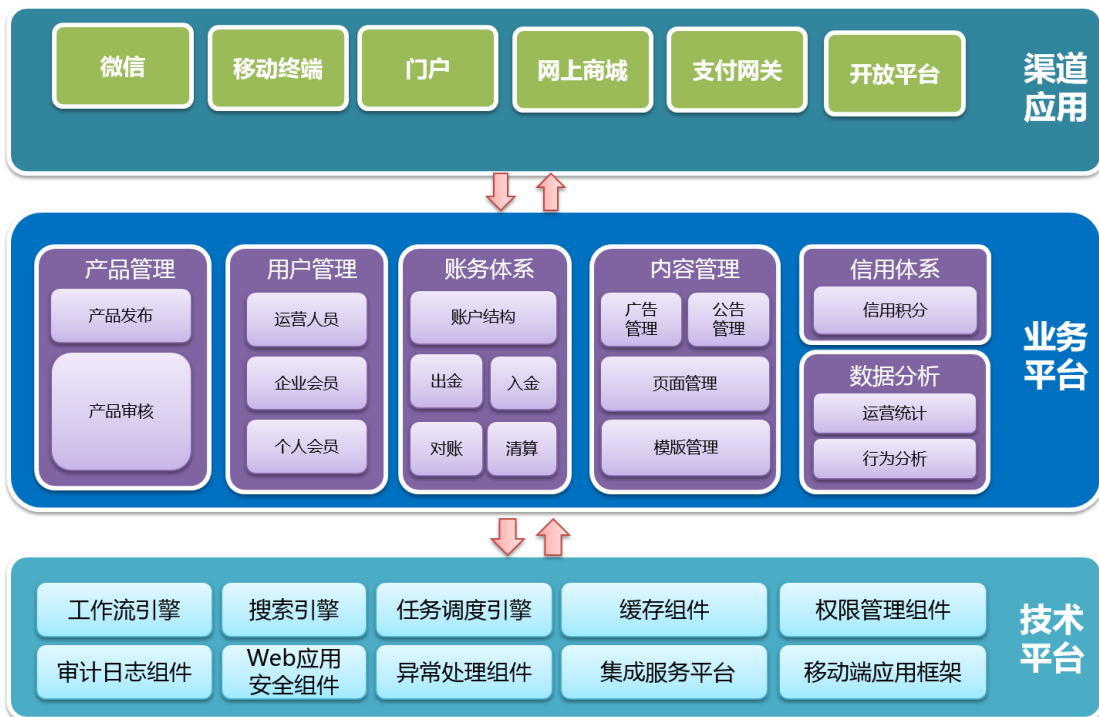 微信
移动终端
门户
网上商城
支付网关
开放平台
渠道
应用
产品管理
产品发布
产品审核
用户管理
运营人员
企业会员
个人会员
账务体系
账户结构
出金
入金
对账
清算
内容管理
广告
管理
公告
管理
页面管理
模版管理
信用体系
信用积分
数据分析
运营统计
行为分析
业务
平台
工作流引擎
搜索引擎
任务调度引擎
缓存组件
权限管理组件
审计日志组件
Web应用
安全组件
异常处理组件
集成服务平台
移动端应用框架
技术
平台